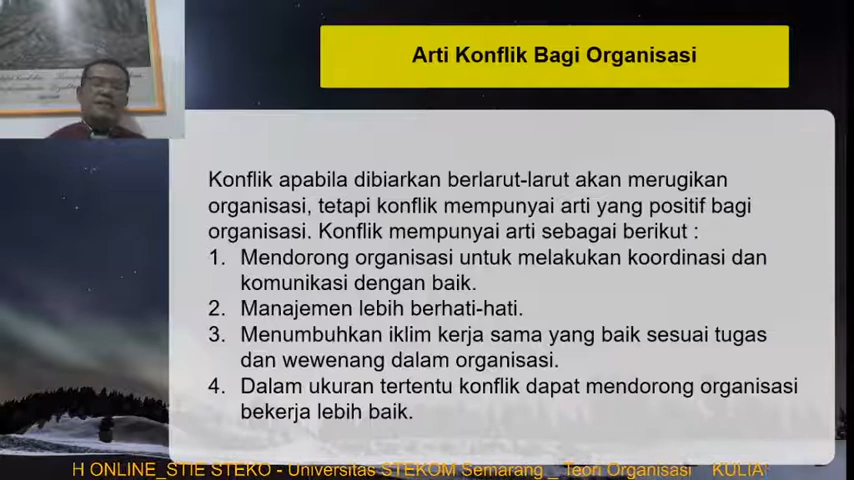 Arti Konflik Bagi Organisasi
Konflik apabila dibiarkan berlarut-larut akan merugikan
organisasi, tetapi konflik mempunyai arti yang positif bagi
organisasi. Konflik mempunyai arti sebagai berikut :
1. Mendorong organisasi untuk melakukan koordinasi dan
komunikasi dengan baik.
2. Manajemen lebih berhati-hati.
3. Menumbuhkan iklim kerja sama yang baik sesuai tugas
dan wewenang dalam organisasi.
4. Dalam ukuran tertentu konflik dapat mendorong organisasi
bekerja lebih baik.
H ONLINE_STIE STEKO - Universitas STEKOM Semarang _ Teori Organisasi KULIA